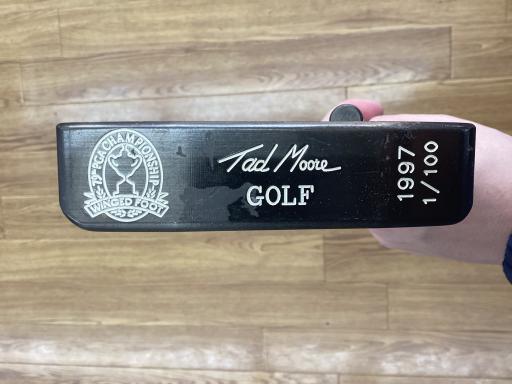 79th PGA CHAMPIONSHIP
WINGED FOOT
Tad Moore
GOLF
1997
1/100